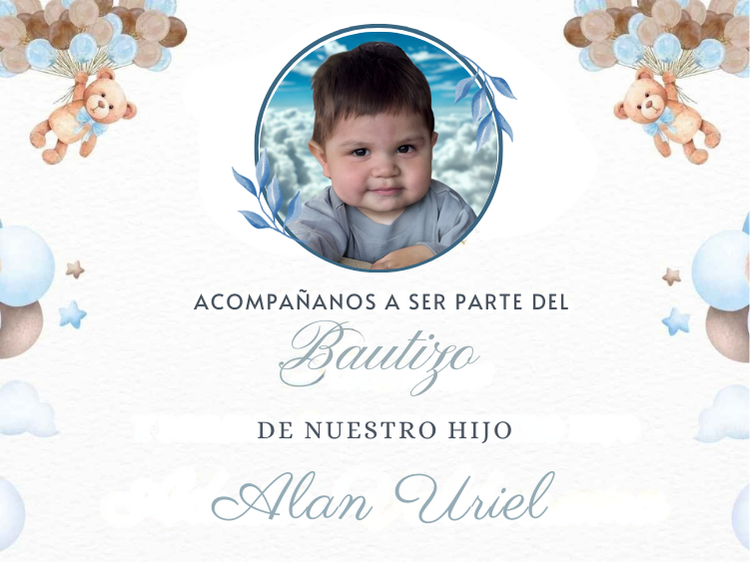 ACOMPAÑANOS A SER PARTE DEL
Bautizo
DE NUESTRO HIJO
Alan Uriel